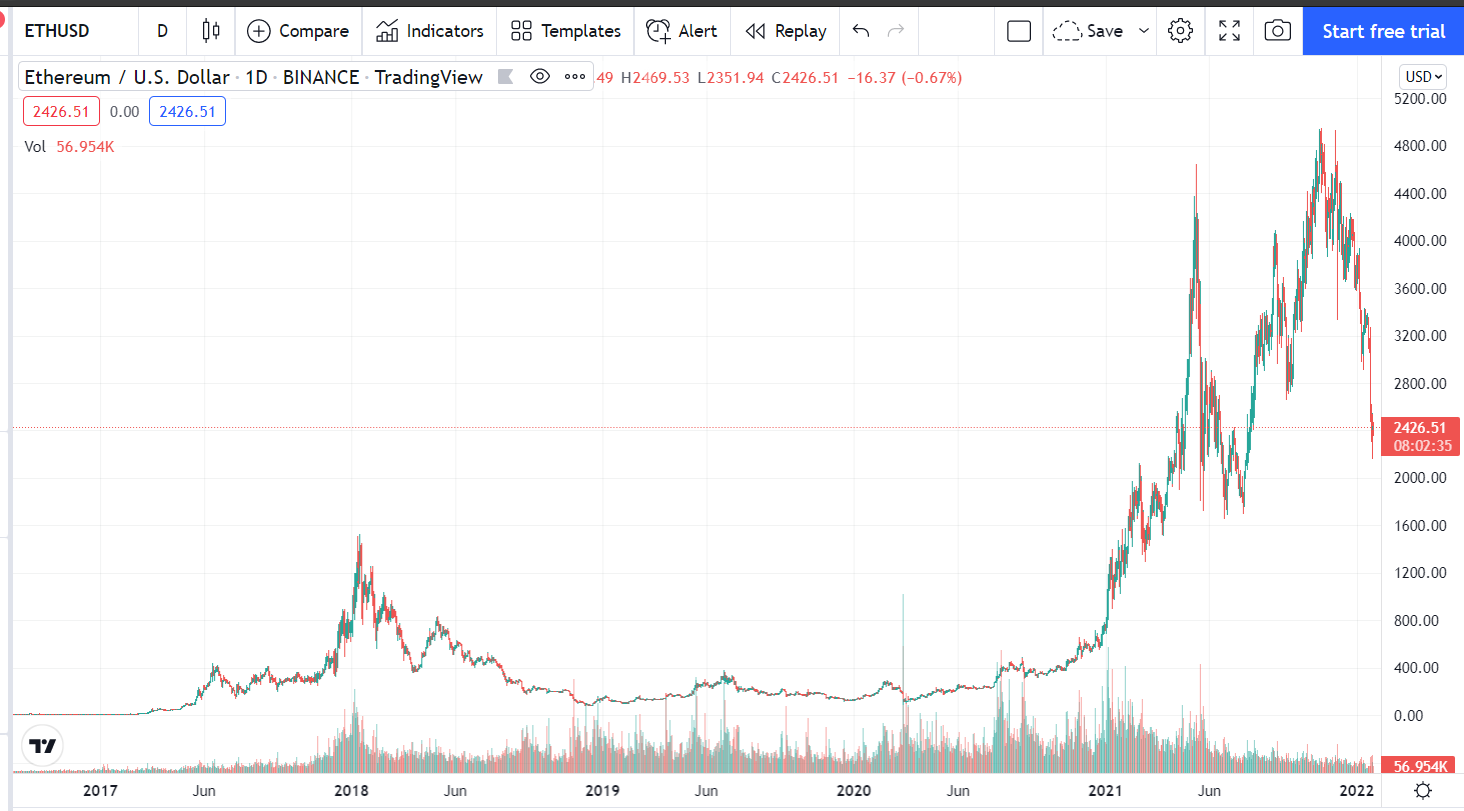 ETHUSD D Compare Indicators Templates Alert Replay Save Start free trial
Ethereum / U.S. Dollar · 1D · BINANCE · TradingView .49 H2469.53 L2351.94 C2426.51 −16.37 (−0.67%)
USD
2426.51 0.00 2426.51
5200.00
Vol 56.954K
4800.00
4400.00
4000.00
3600.00
3200.00
2800.00
2426.51
08:02:35
2000.00
1600.00
1200.00
800.00
400.00
0.00
56.954K
2017 Jun 2018 Jun 2019 Jun 2020 Jun 2021 Jun 2022